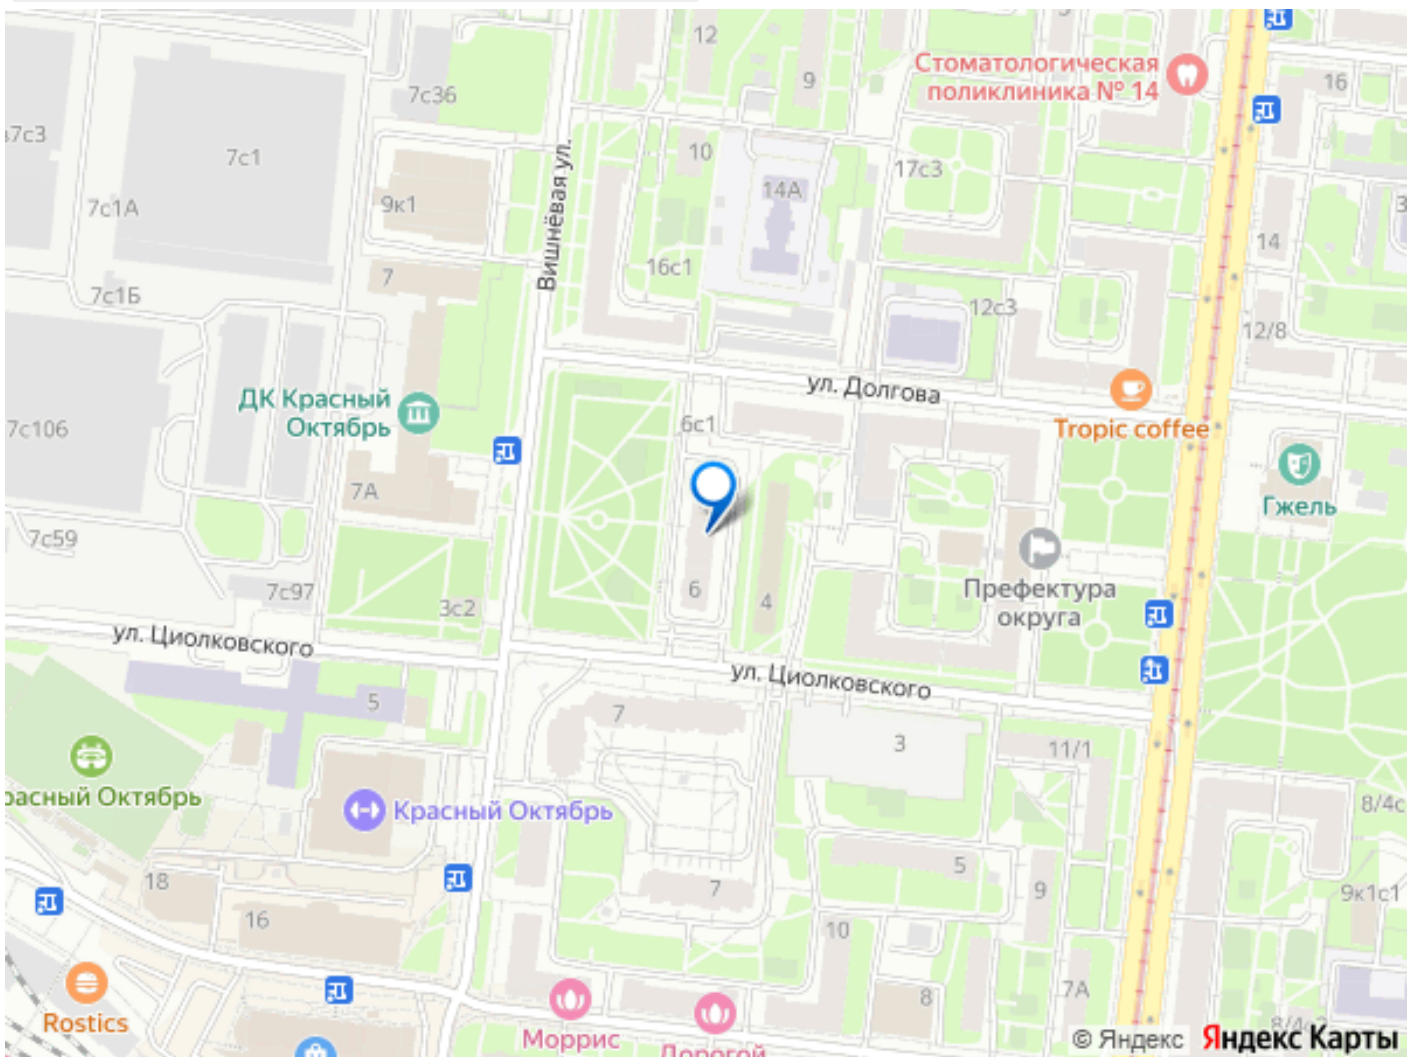 12
9
7с36
Стоматологическая
поликлиника № 14
16
7с3
7с1
Вишнёвая ул.
10
17с3
14А
7с1А
9к1
14
16с1
7
7с1Б
12с3
12/8
ул. Долгова
ДК Красный
Октябрь
Tropic coffee
7с106
6с1
Гжель
7А
7с59
Префектура
округа
7с97
3с2
6
4
ул. Циолковского
ул. Циолковского
5
7
3
11/1
Красный Октябрь
8/4с
18
16
7
5
9
9к1с1
10
8
7А
Rostics
Моррис
Дорогой
© Яндекс Яндекс Карты